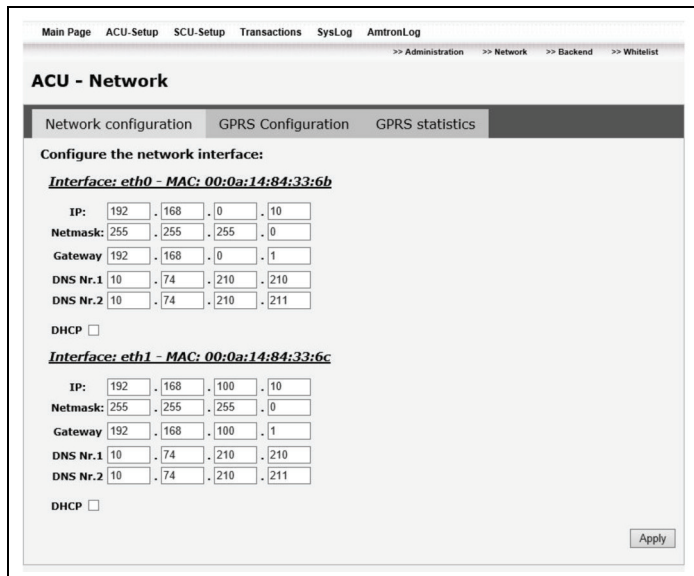 Main Page ACU-Setup SCU-Setup Transactions SysLog AmtronLog
>> Administration >> Network >> Backend >> Whitelist
ACU - Network
Network configuration GPRS Configuration GPRS statistics
Configure the network interface:
Interface: eth0 - MAC: 00:0a:14:84:33:6b
IP: 192 . 168 . 0 . 10
Netmask: 255 . 255 . 255 . 0
Gateway 192 . 168 . 0 . 1
DNS Nr.1 10 . 74 . 210 . 210
DNS Nr.2 10 . 74 . 210 . 211
DHCP
Interface: eth1 - MAC: 00:0a:14:84:33:6c
IP: 192 . 168 . 100 . 10
Netmask: 255 . 255 . 255 . 0
Gateway 192 . 168 . 100 . 1
DNS Nr.1 10 . 74 . 210 . 210
DNS Nr.2 10 . 74 . 210 . 211
DHCP
Apply